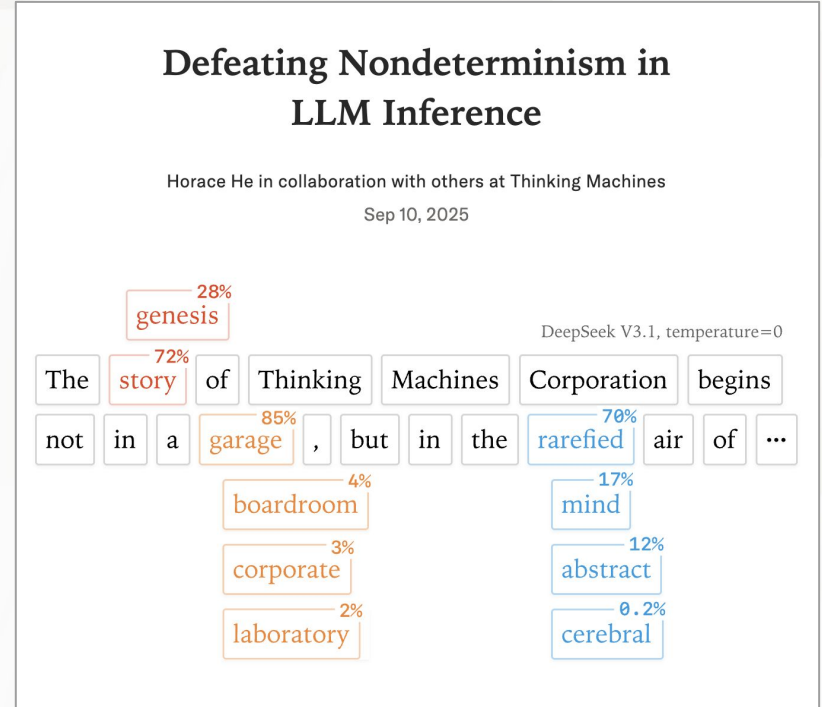 Defeating Nondeterminism in
LLM Inference
Horace He in collaboration with others at Thinking Machines
Sep 10, 2025
28%
genesis
DeepSeek V3.1, temperature=0
72%
The story of Thinking Machines Corporation begins
85% 70%
not in a garage , but in the rarefied air of ···
4% 17%
boardroom mind
3% 12%
corporate abstract
2% 0.2%
laboratory cerebral